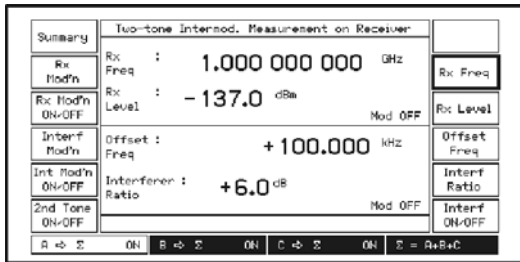 Two-tone Intermod. Measurement on Receiver
Summary
Rx Mod'n
Rx Mod'n ON/OFF
Interf Mod'n
Int Mod'n ON/OFF
2nd Tone ON/OFF
Rx Freq : 1.000 000 000 GHz
Rx Level : -137.0 dBm
Mod OFF
Offset Freq : +100.000 kHz
Interferer Ratio : +6.0 dB
Mod OFF
Rx Freq
Rx Level
Offset Freq
Interf Ratio
Interf ON/OFF
A ⇨ Σ ON B ⇨ Σ ON C ⇨ Σ ON Σ = A+B+C